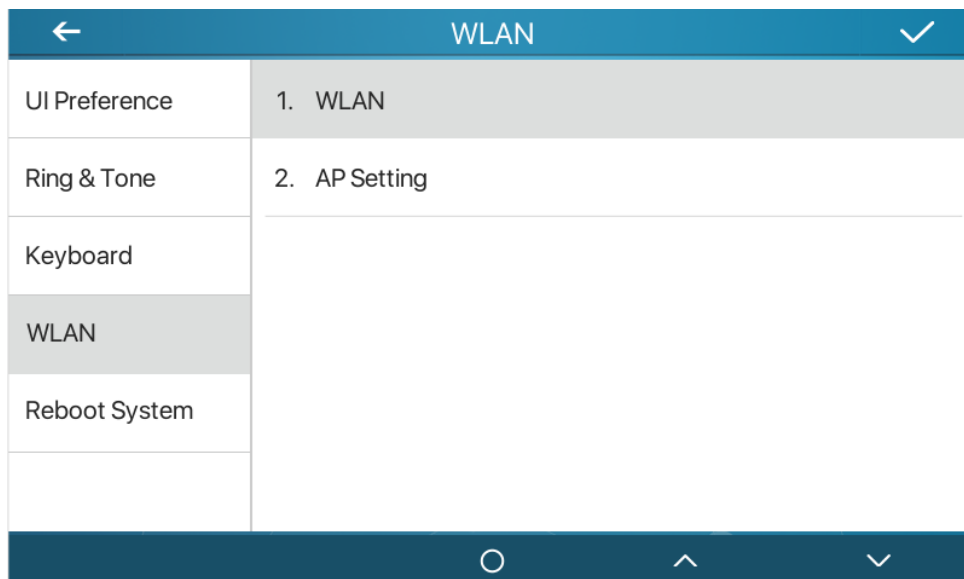 WLAN
UI Preference
Ring & Tone
Keyboard
WLAN
Reboot System
1. WLAN
2. AP Setting